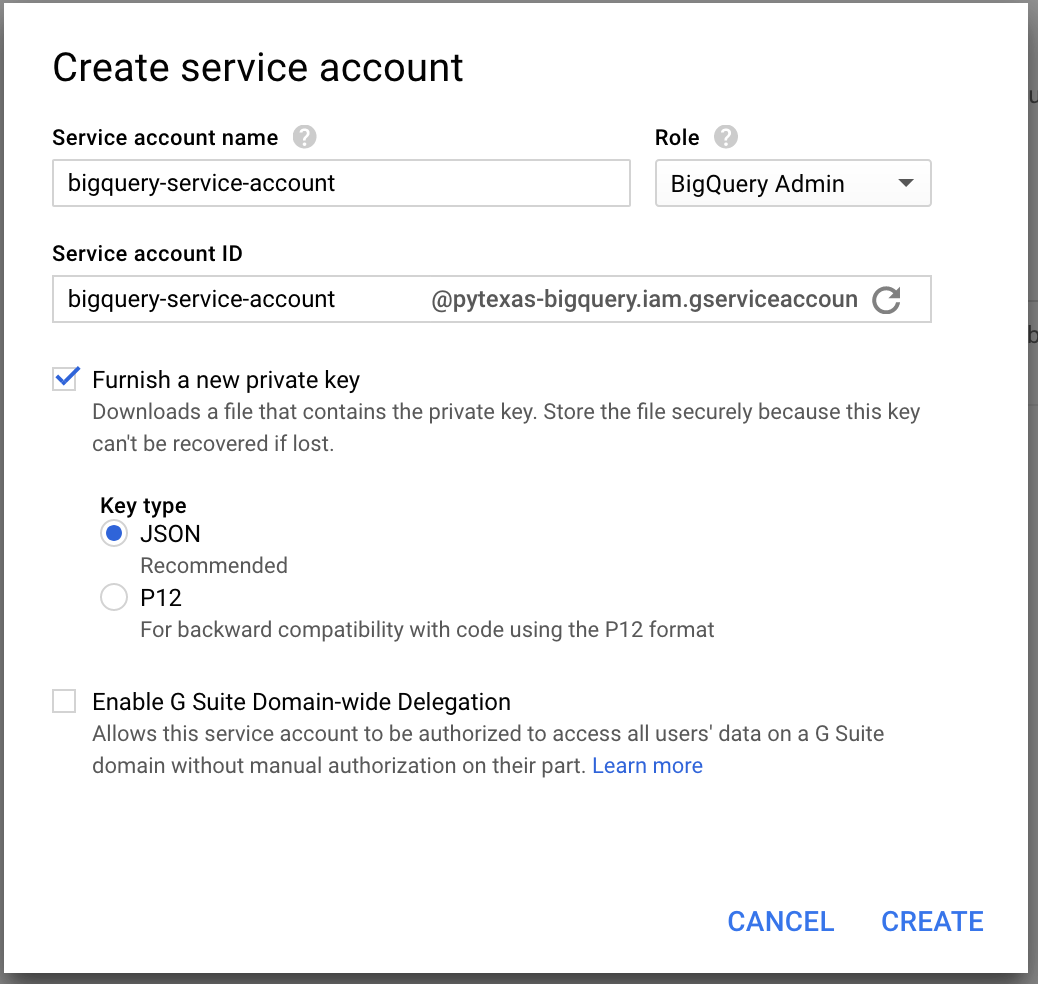 Create service account
Service account name ? Role ?
bigquery-service-account BigQuery Admin
Service account ID
bigquery-service-account @pytexas-bigquery.iam.gserviceaccoun
Furnish a new private key
Downloads a file that contains the private key. Store the file securely because this key
can't be recovered if lost.
Key type
JSON
Recommended
P12
For backward compatibility with code using the P12 format
Enable G Suite Domain-wide Delegation
Allows this service account to be authorized to access all users' data on a G Suite
domain without manual authorization on their part. Learn more
CANCEL CREATE